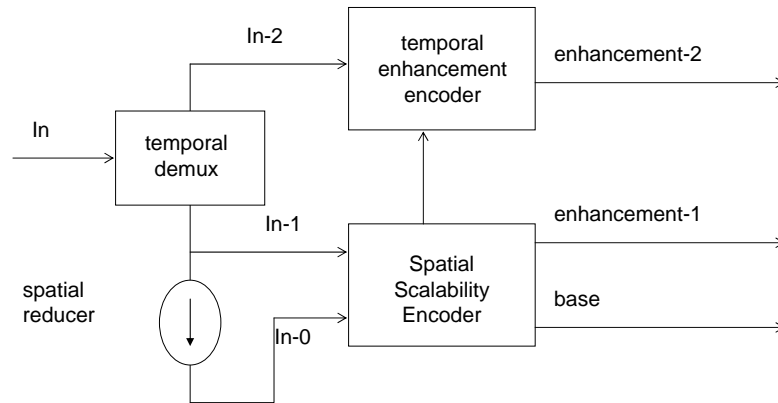 In-2
temporal
enhancement
encoder
enhancement-2
In
temporal
demux
In-1
enhancement-1
Spatial
Scalability
Encoder
spatial
reducer
base
In-0